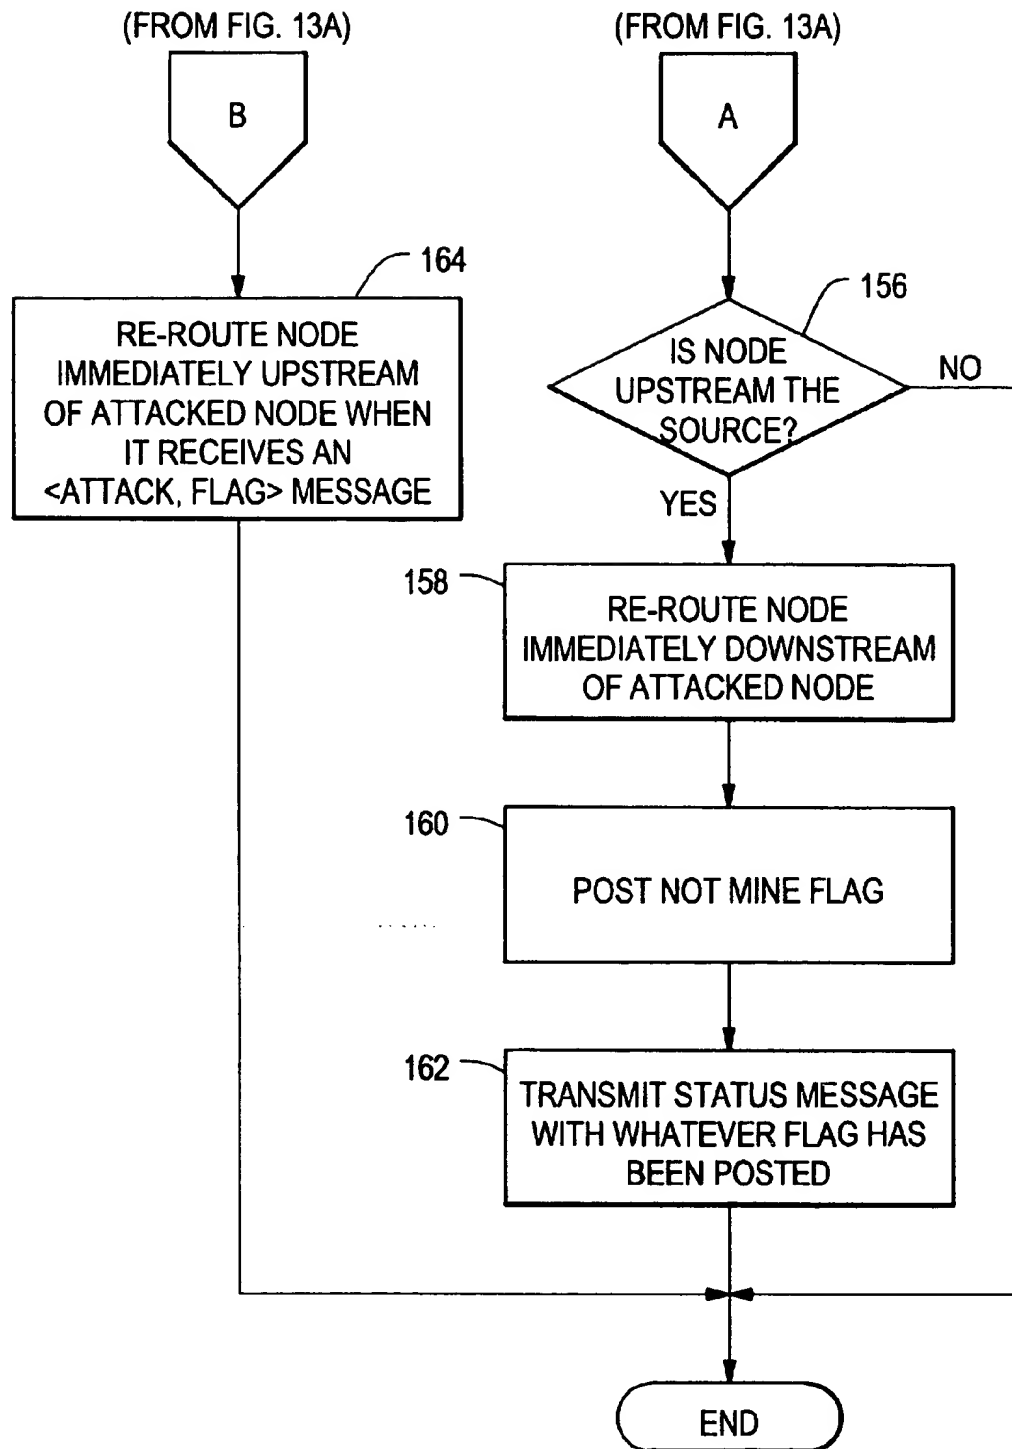 (FROM FIG. 13A)
B
164
RE-ROUTE NODE
IMMEDIATELY UPSTREAM
OF ATTACKED NODE WHEN
IT RECEIVES AN
<ATTACK, FLAG> MESSAGE
(FROM FIG. 13A)
A
156
IS NODE
UPSTREAM THE
SOURCE?
NO
YES
158
RE-ROUTE NODE
IMMEDIATELY DOWNSTREAM
OF ATTACKED NODE
160
POST NOT MINE FLAG
162
TRANSMIT STATUS MESSAGE
WITH WHATEVER FLAG HAS
BEEN POSTED
END